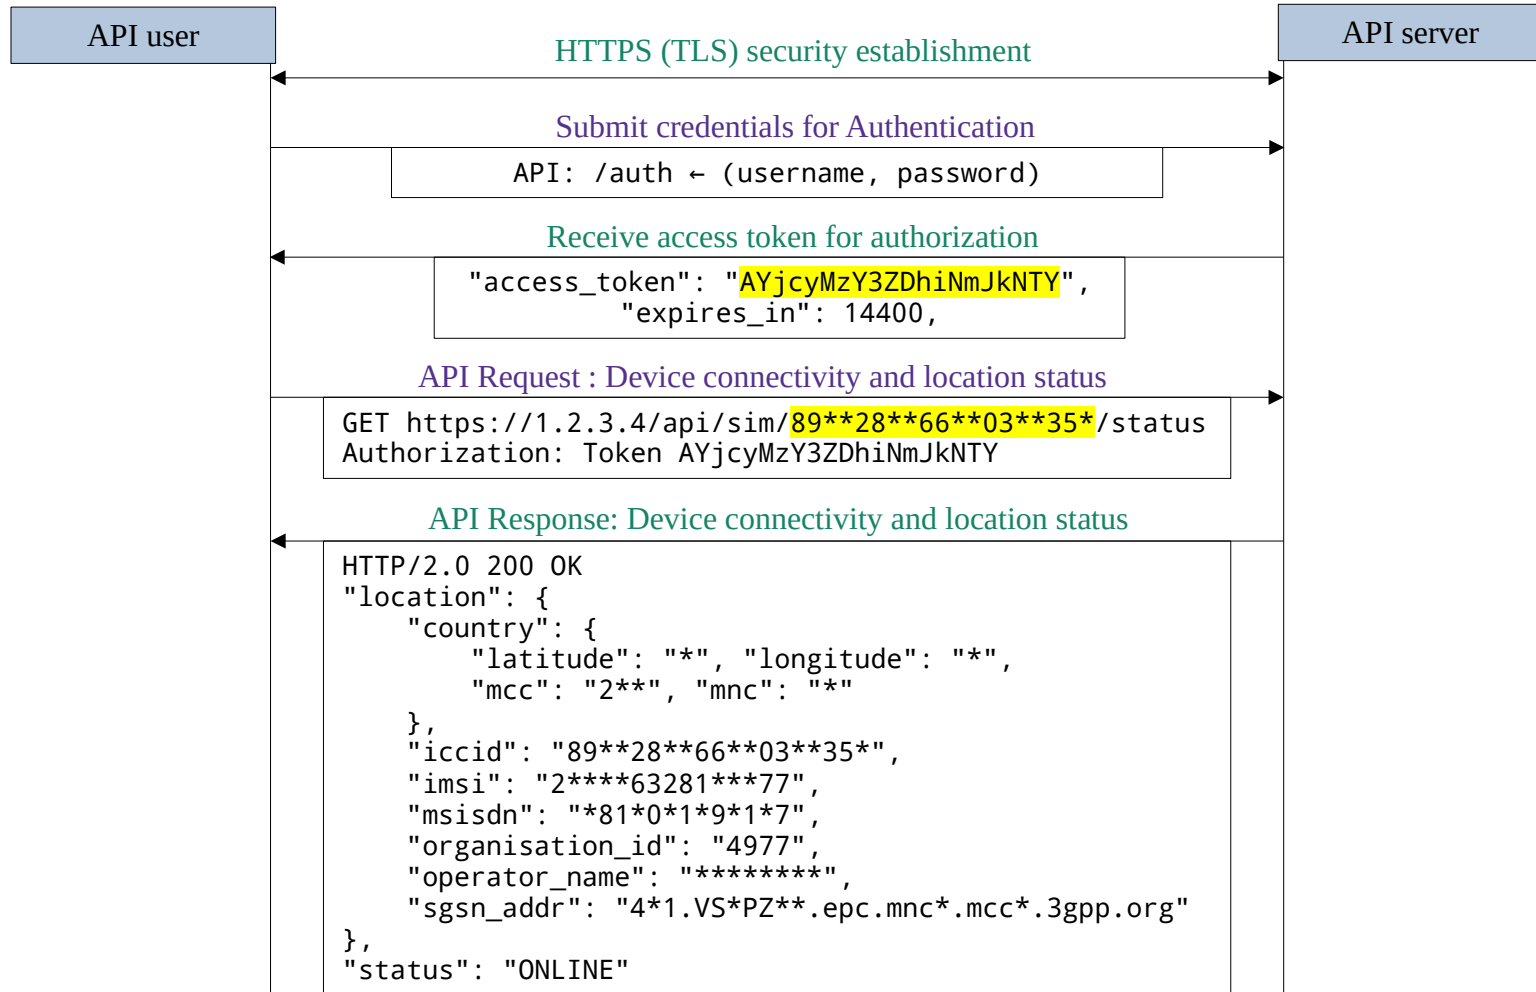 API user
API server
HTTPS (TLS) security establishment
Submit credentials for Authentication
API: /auth ← (username, password)
Receive access token for authorization
"access_token": "AYjcyMzY3ZDhiNmJkNTY",
"expires_in": 14400,
API Request : Device connectivity and location status
GET https://1.2.3.4/api/sim/89**28**66**03**35*/status
Authorization: Token AYjcyMzY3ZDhiNmJkNTY
API Response: Device connectivity and location status
HTTP/2.0 200 OK
"location": {
    "country": {
        "latitude": "*", "longitude": "*",
        "mcc": "2**", "mnc": "*"
    },
    "iccid": "89**28**66**03**35*",
    "imsi": "2****63281***77",
    "msisdn": "*81*0*1*9*1*7",
    "organisation_id": "4977",
    "operator_name": "********",
    "sgsn_addr": "4*1.VS*PZ**.epc.mnc*.mcc*.3gpp.org"
},
"status": "ONLINE"